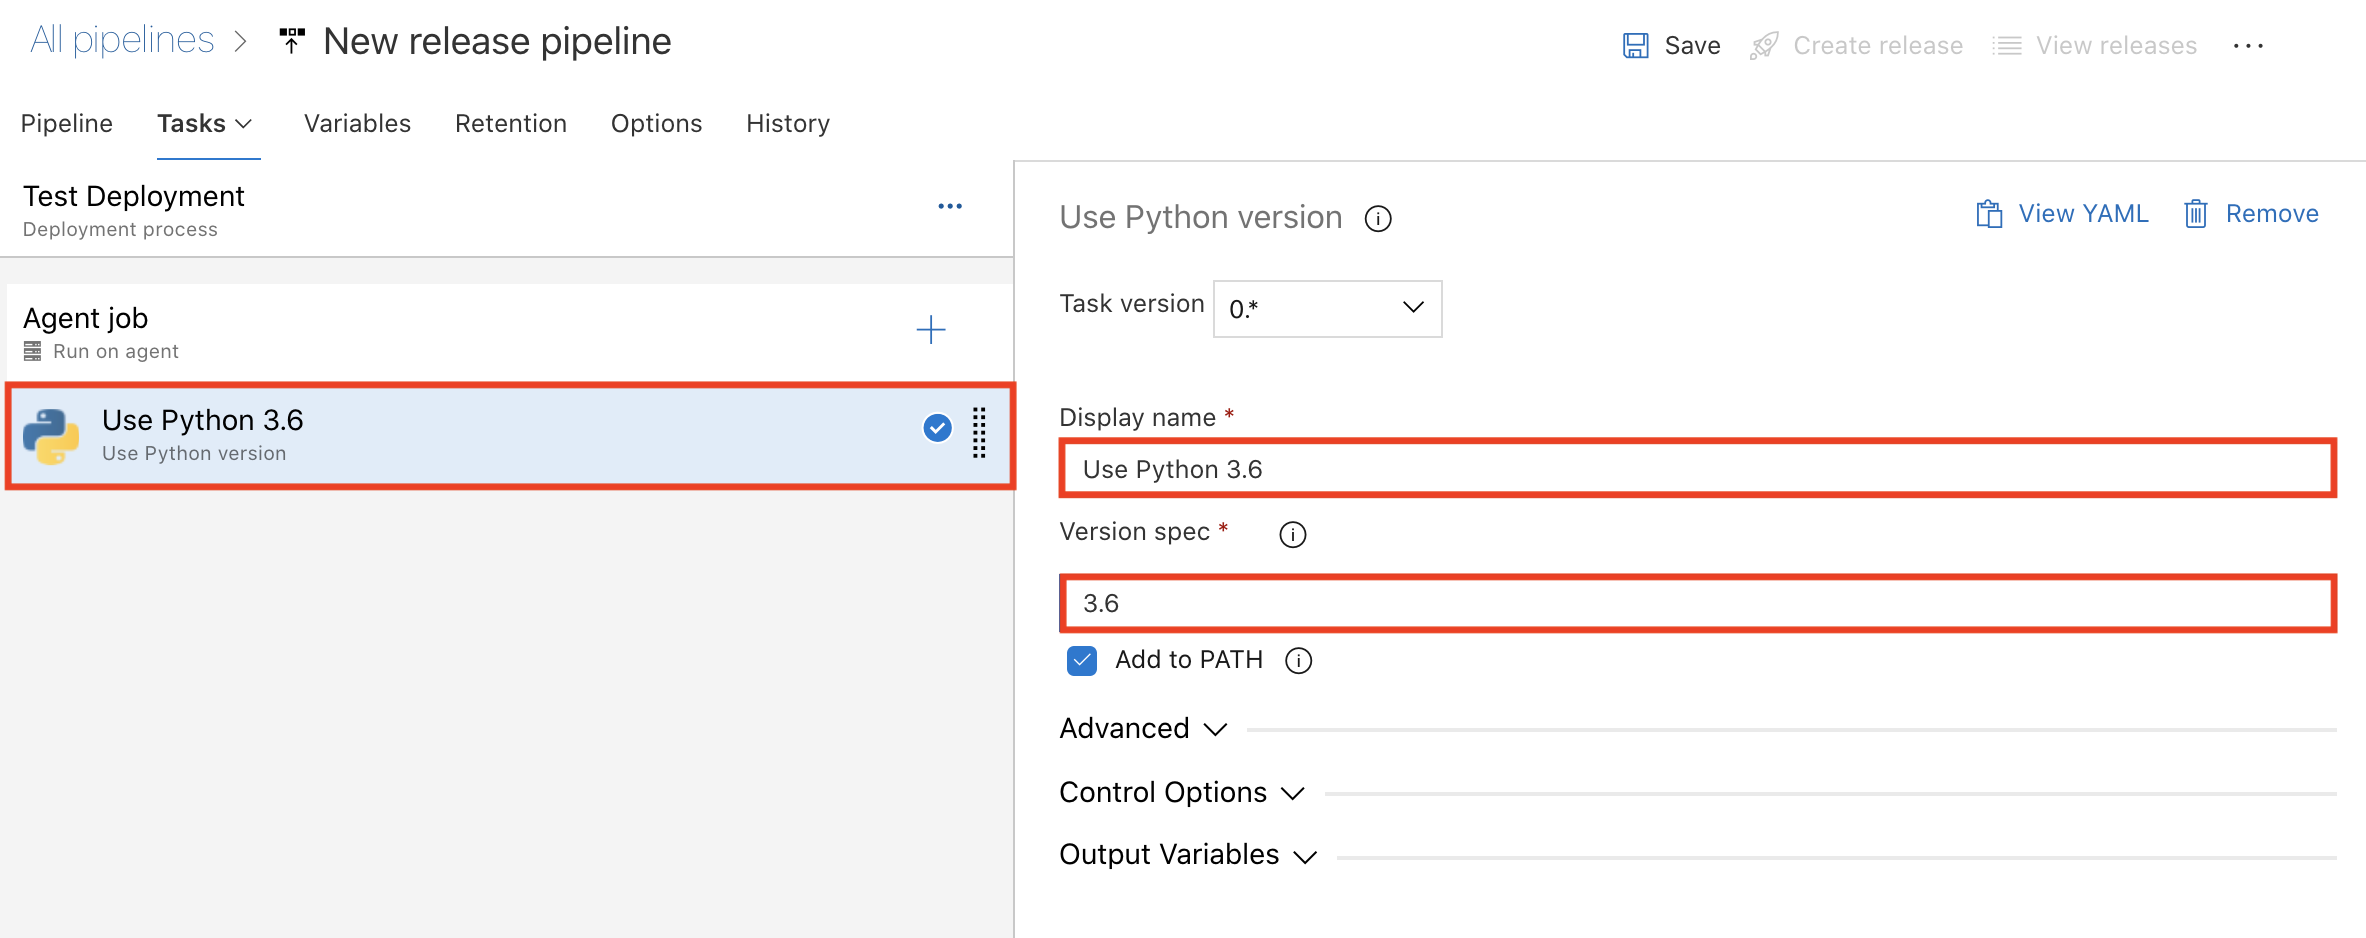 All pipelines > New release pipeline
Save Create release View releases ...
Pipeline Tasks Variables Retention Options History
Test Deployment
Deployment process
...
Agent job
Run on agent
Use Python 3.6
Use Python version
Use Python version
View YAML Remove
Task version 0.*
Display name *
Use Python 3.6
Version spec *
3.6
Add to PATH
Advanced
Control Options
Output Variables